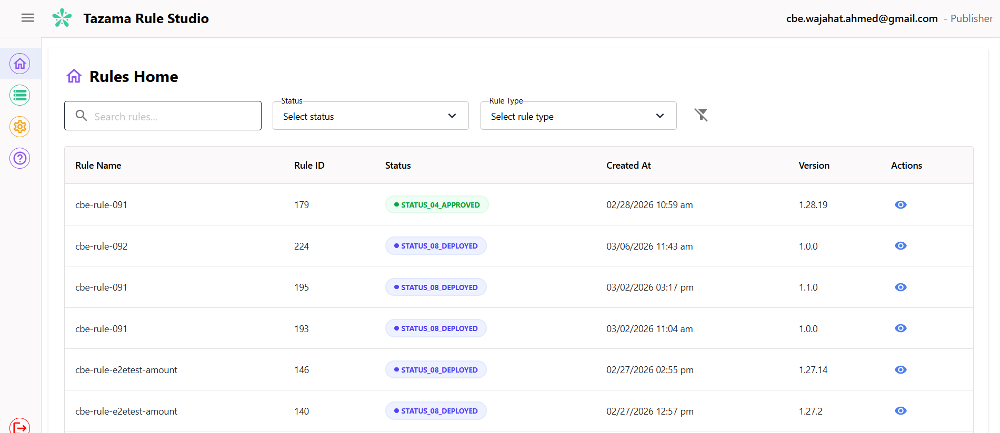 Tazama Rule Studio
cbe.wajahat.ahmed@gmail.com - Publisher
Rules Home
Search rules...
Status
Select status
Rule Type
Select rule type
Rule Name Rule ID Status Created At Version Actions
cbe-rule-091 179 STATUS_04_APPROVED 02/28/2026 10:59 am 1.28.19
cbe-rule-092 224 STATUS_08_DEPLOYED 03/06/2026 11:43 am 1.0.0
cbe-rule-091 195 STATUS_08_DEPLOYED 03/02/2026 03:17 pm 1.1.0
cbe-rule-091 193 STATUS_08_DEPLOYED 03/02/2026 11:04 am 1.0.0
cbe-rule-e2etest-amount 146 STATUS_08_DEPLOYED 02/27/2026 02:55 pm 1.27.14
cbe-rule-e2etest-amount 140 STATUS_08_DEPLOYED 02/27/2026 12:57 pm 1.27.2